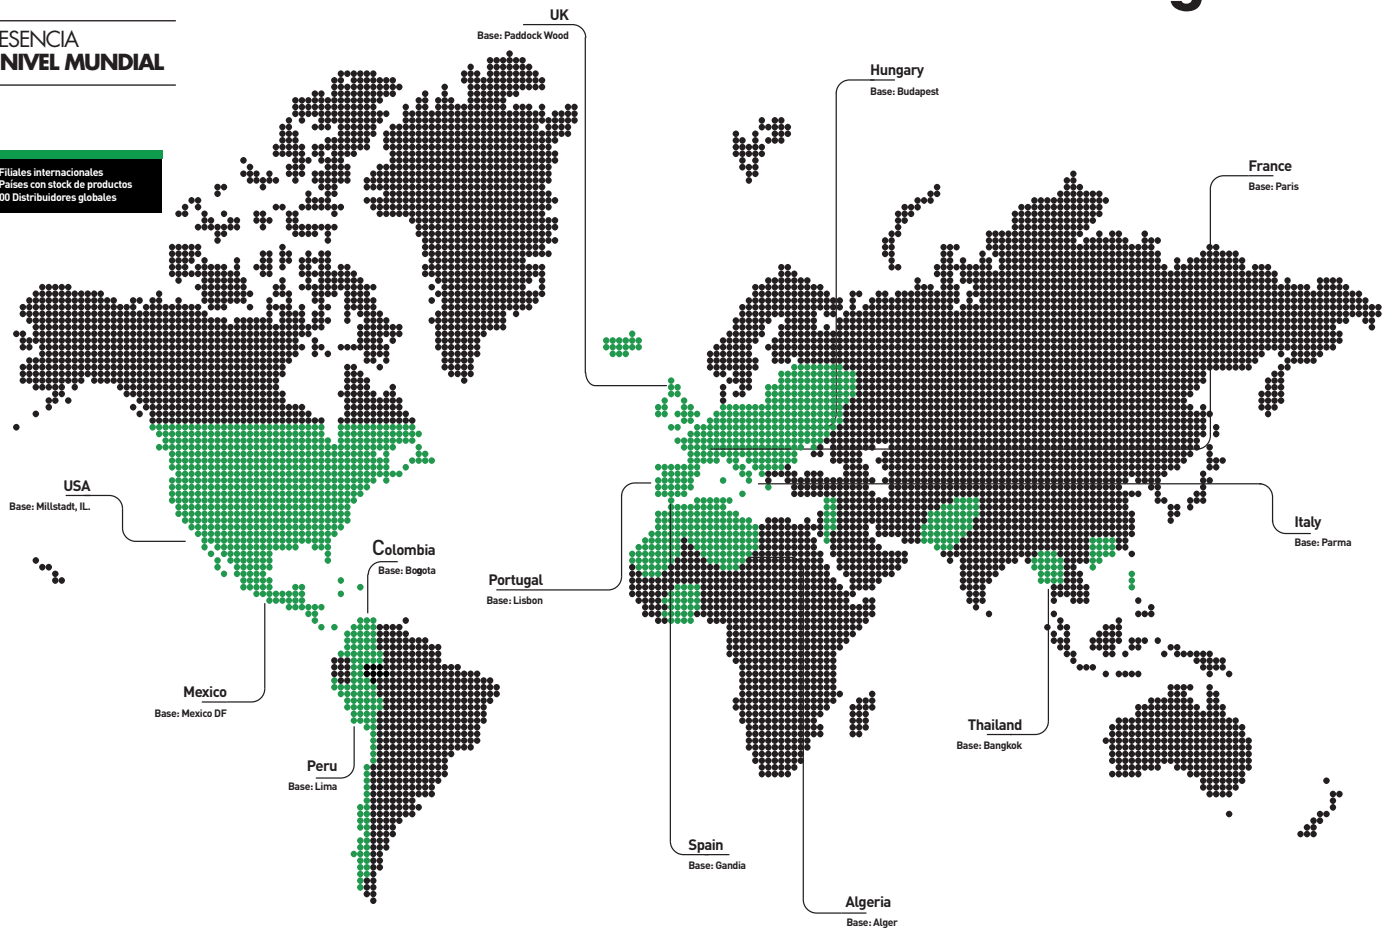 g
UK
Base: Paddock Wood
ESENCIA
NIVEL MUNDIAL
Hungary
Base: Budapest
France
Base: Paris
Filiales internacionales
Países con stock de productos
00 Distribuidores globales
USA
Base: Millstadt, IL.
Colombia
Base: Bogota
Portugal
Base: Lisbon
Italy
Base: Parma
Mexico
Base: Mexico DF
Thailand
Base: Bangkok
Peru
Base: Lima
Spain
Base: Gandia
Algeria
Base: Alger